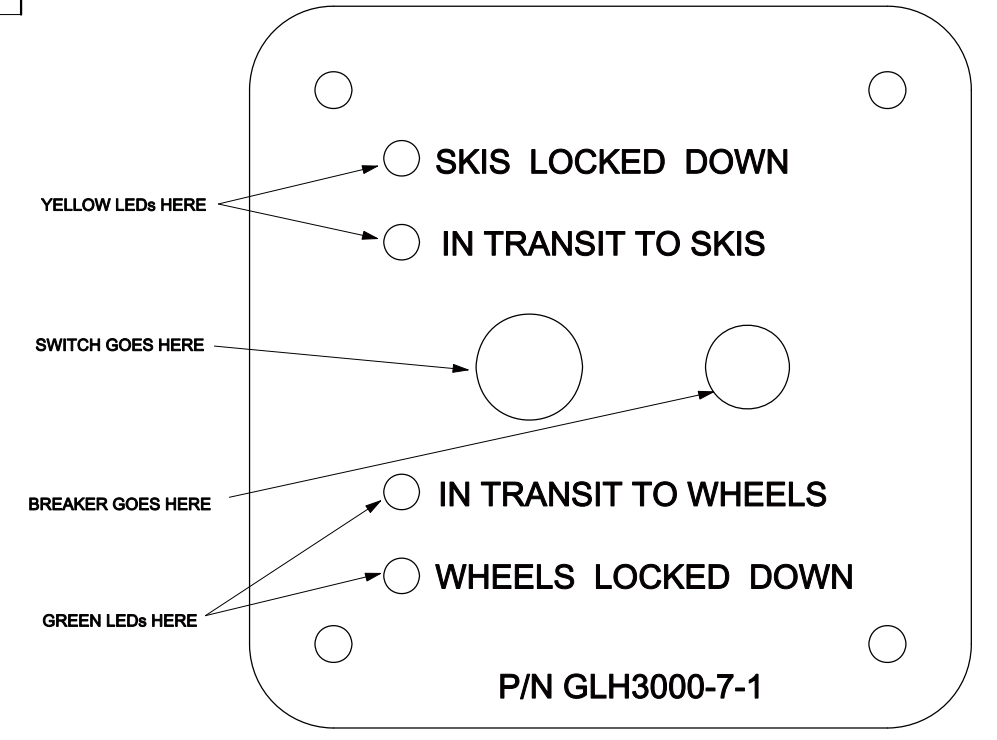 SKIS LOCKED DOWN
YELLOW LEDs HERE
IN TRANSIT TO SKIS
SWITCH GOES HERE
BREAKER GOES HERE
IN TRANSIT TO WHEELS
WHEELS LOCKED DOWN
GREEN LEDs HERE
P/N GLH3000-7-1